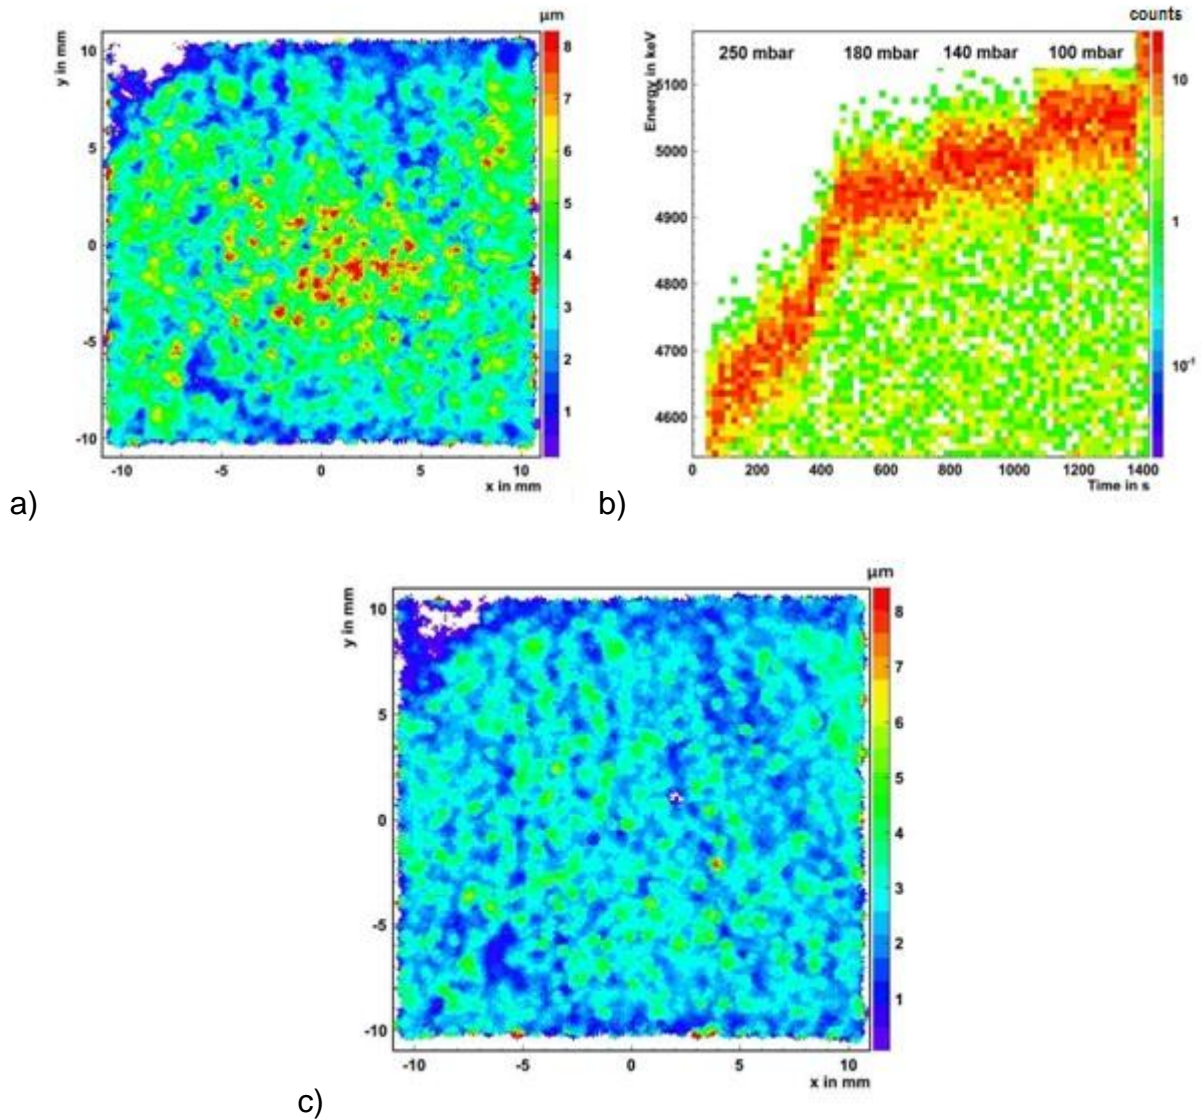 μm
8
7
6
5
4
3
2
1
y in mm
10
5
0
-5
-10
-10 -5 0 5 10
x in mm
a)
counts
10
1
10⁻¹
Energy in keV
250 mbar 180 mbar 140 mbar 100 mbar
5100
5000
4900
4800
4700
4600
0 200 400 600 800 1000 1200 1400
Time in s
b)
μm
8
7
6
5
4
3
2
1
y in mm
10
5
0
-5
-10
-10 -5 0 5 10
x in mm
c)